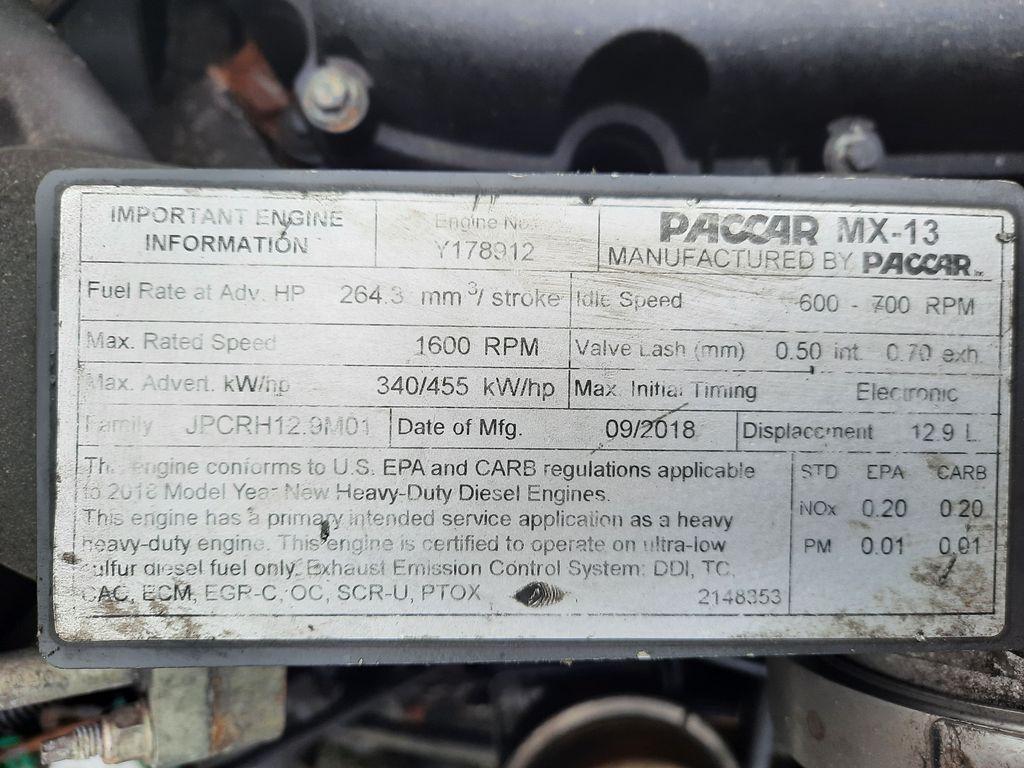 IMPORTANT ENGINE
INFORMATION
Engine No.
Y178912
PACCAR MX-13
MANUFACTURED BY PACCAR Inc
Fuel Rate at Adv. HP 264.3 mm³/ stroke
Idle Speed 600 - 700 RPM
Max. Rated Speed 1600 RPM
Valve Lash (mm) 0.50 int. 0.70 exh.
Max. Advert. kW/hp 340/455 kW/hp
Max. Initial Timing Electronic
Family JPCRH12.9M01
Date of Mfg. 09/2018
Displacement 12.9 L
This engine conforms to U.S. EPA and CARB regulations applicable
to 2018 Model Year New Heavy-Duty Diesel Engines.
This engine has a primary intended service application as a heavy
heavy-duty engine. This engine is certified to operate on ultra-low
sulfur diesel fuel only. Exhaust Emission Control System: DDI, TC,
CAC, ECM, EGR-C, OC, SCR-U, PTOX
2148353
STD EPA CARB
NOx 0.20 0.20
PM 0.01 0.01